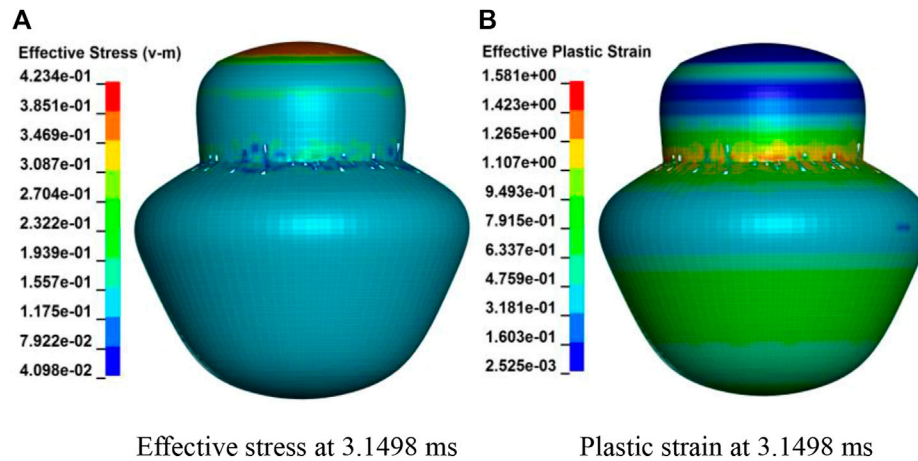 A
Effective Stress (v-m)
4.234e-01
3.851e-01
3.469e-01
3.087e-01
2.704e-01
2.322e-01
1.939e-01
1.557e-01
1.175e-01
7.922e-02
4.098e-02
Effective stress at 3.1498 ms
B
Effective Plastic Strain
1.581e+00
1.423e+00
1.265e+00
1.107e+00
9.493e-01
7.915e-01
6.337e-01
4.759e-01
3.181e-01
1.603e-01
2.525e-03
Plastic strain at 3.1498 ms